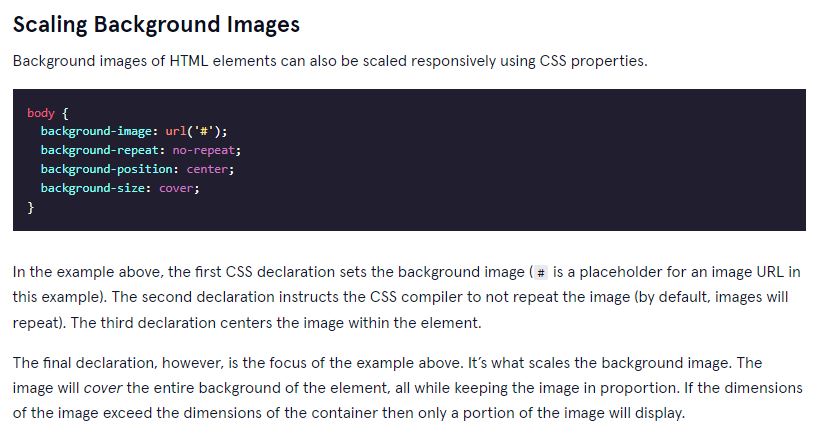 Scaling Background Images
Background images of HTML elements can also be scaled responsively using CSS properties.
body {
  background-image: url('#');
  background-repeat: no-repeat;
  background-position: center;
  background-size: cover;
}
In the example above, the first CSS declaration sets the background image ( # is a placeholder for an image URL in
this example). The second declaration instructs the CSS compiler to not repeat the image (by default, images will
repeat). The third declaration centers the image within the element.
The final declaration, however, is the focus of the example above. It’s what scales the background image. The
image will cover the entire background of the element, all while keeping the image in proportion. If the dimensions
of the image exceed the dimensions of the container then only a portion of the image will display.